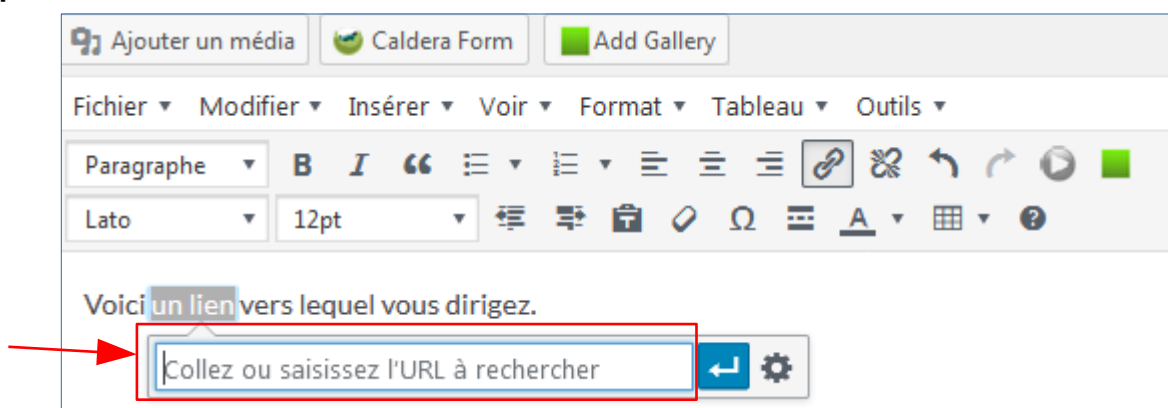 Ajouter un média Caldera Form Add Gallery
Fichier Modifier Insérer Voir Format Tableau Outils
Paragraphe B I
Lato 12pt Ω A
Voici un lien vers lequel vous dirigez.
Collez ou saisissez l'URL à rechercher